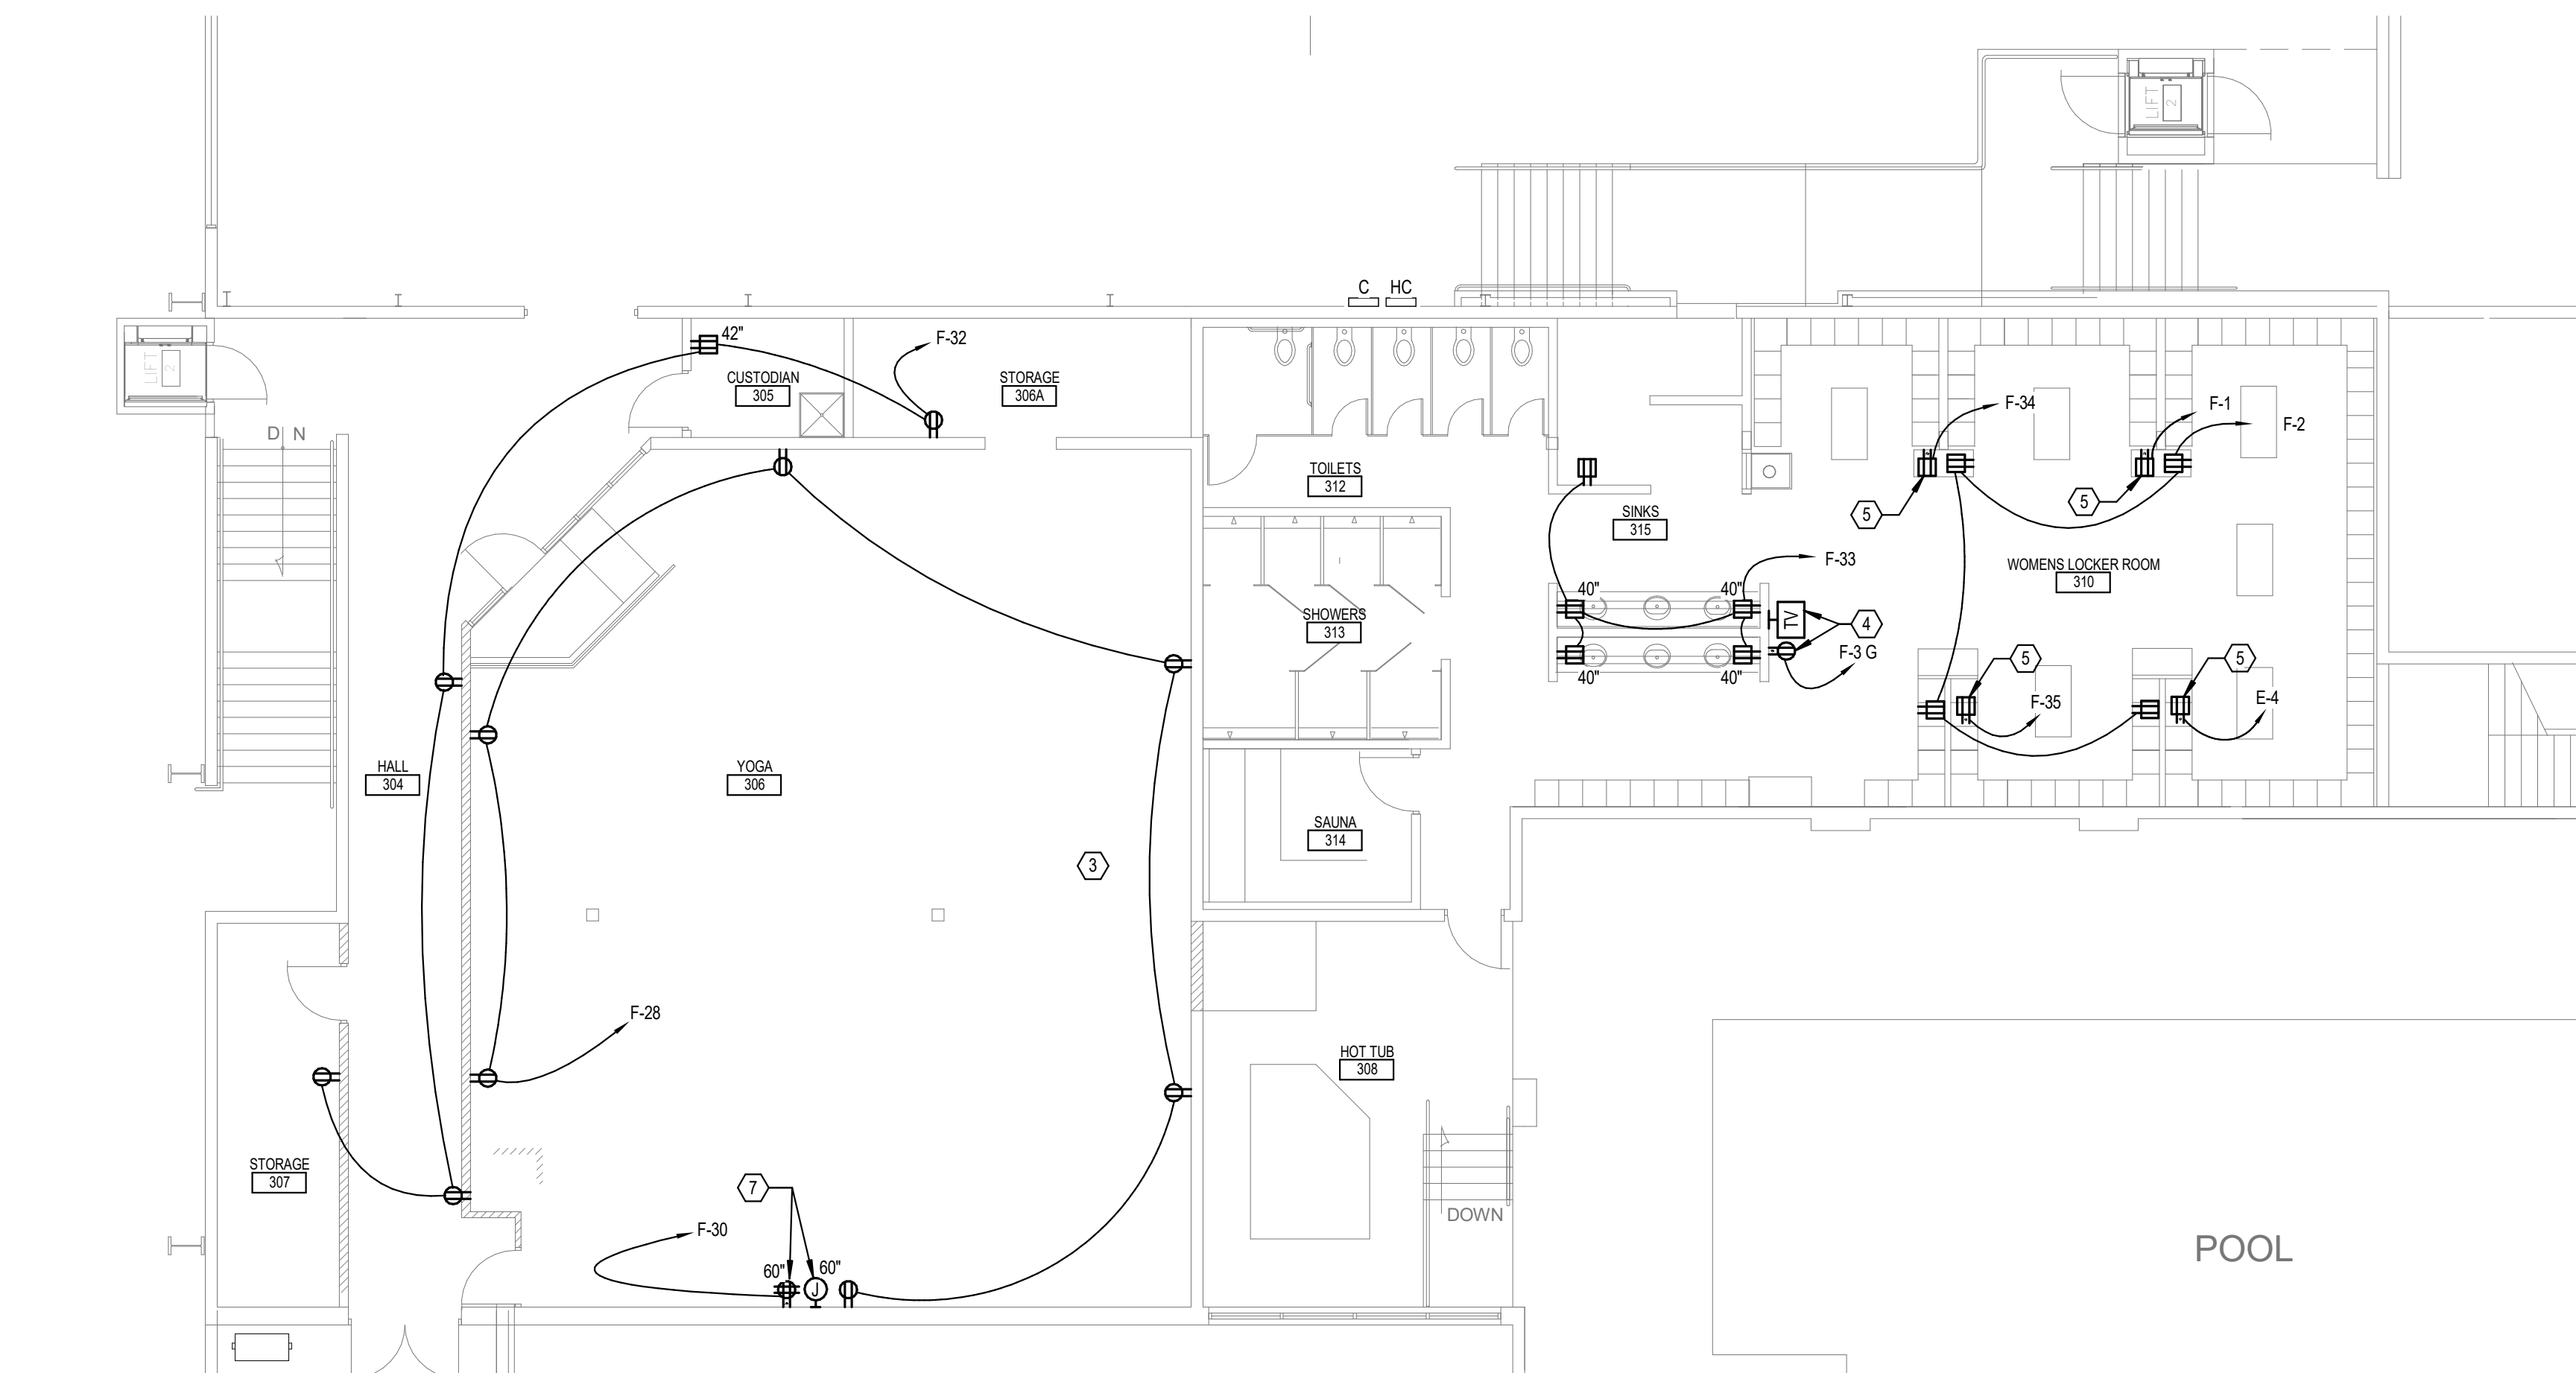 LIFT
2
C
HC
42"
F-32
LIFT
2
CUSTODIAN
305
STORAGE
306A
F-34
F-1
F-2
D N
TOILETS
312
5
5
SINKS
315
F-33
WOMENS LOCKER ROOM
310
40"
40"
SHOWERS
313
TV
4
F-3 G
40"
40"
5
5
F-35
E-4
HALL
304
YOGA
306
SAUNA
314
3
F-28
HOT TUB
308
STORAGE
307
7
DOWN
F-30
60"
60"
J
POOL